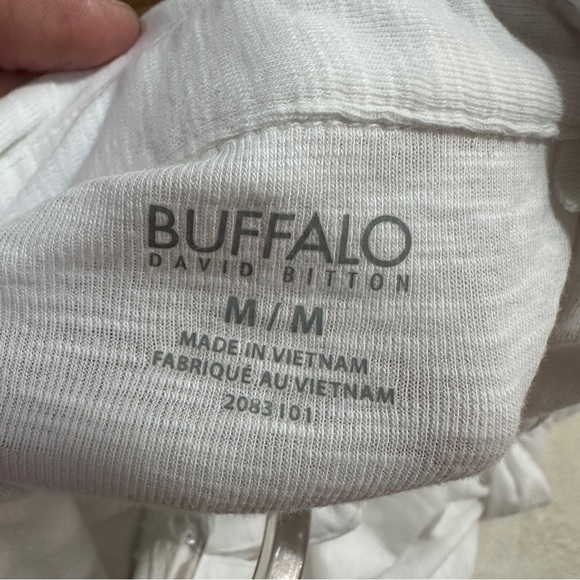 BUFFALO
DAVID BITTON
M / M
MADE IN VIETNAM
FABRIQUÉ AU VIETNAM
2083101